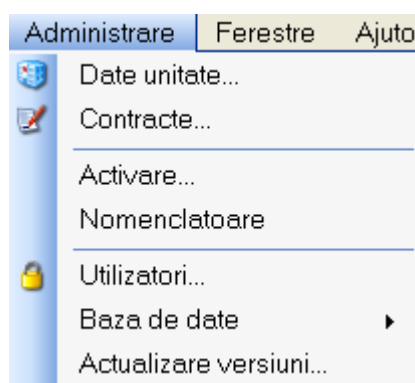 Administrare Ferestre Ajuto
Date unitate...
Contracte...
Activare...
Nomenclatoare
Utilizatori...
Baza de date
Actualizare versiuni...